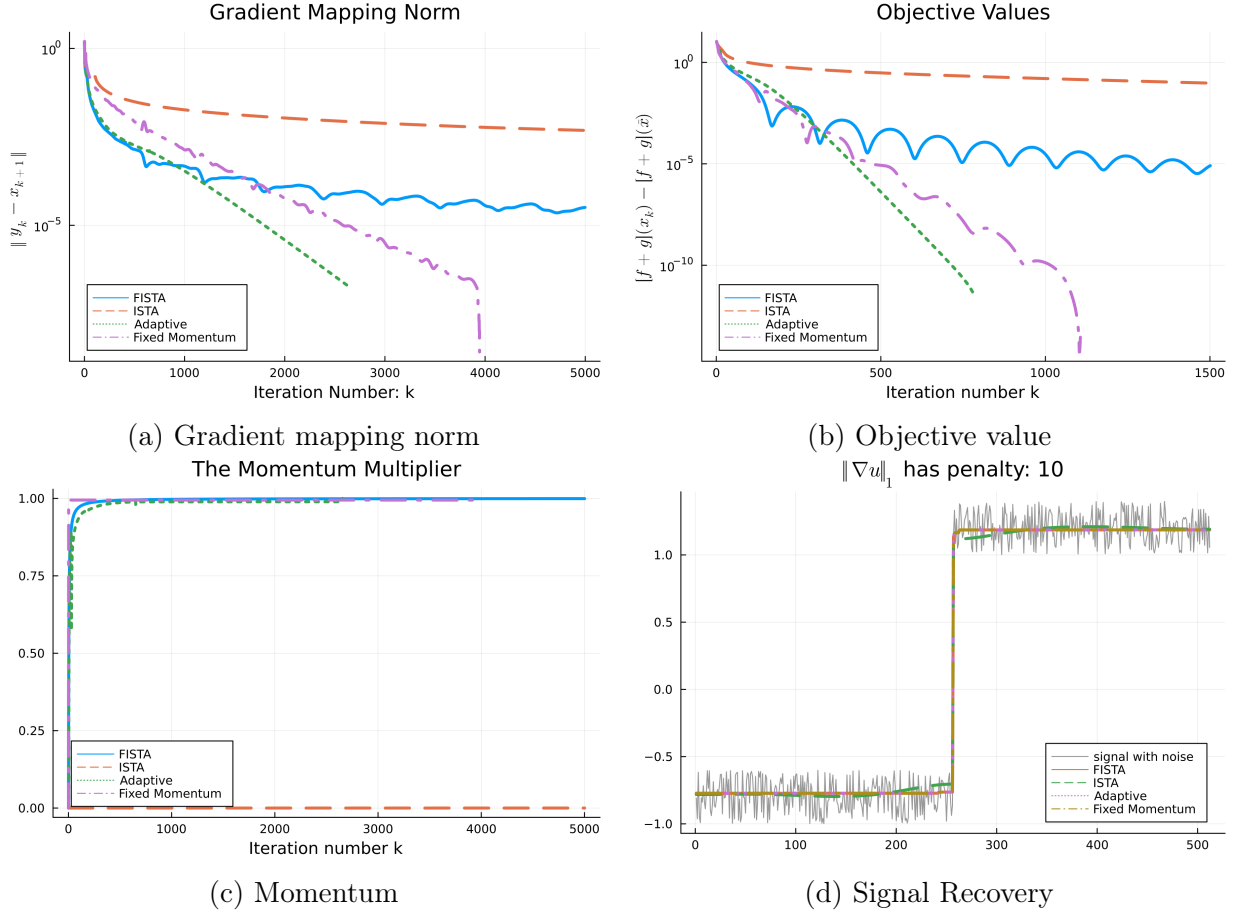 Gradient Mapping Norm
‖ y_k − x_{k+1} ‖
10^0
10^{-5}
0 1000 2000 3000 4000 5000
Iteration Number: k
FISTA
ISTA
Adaptive
Fixed Momentum
(a) Gradient mapping norm
Objective Values
[f + g](x_k) − [f + g](x̄)
10^0
10^{-5}
10^{-10}
0 500 1000 1500
Iteration number k
FISTA
ISTA
Adaptive
Fixed Momentum
(b) Objective value
The Momentum Multiplier
1.00
0.75
0.50
0.25
0.00
0 1000 2000 3000 4000 5000
Iteration number k
FISTA
ISTA
Adaptive
Fixed Momentum
(c) Momentum
‖∇u‖_1 has penalty: 10
1.0
0.5
0.0
−0.5
−1.0
0 100 200 300 400 500
signal with noise
FISTA
ISTA
Adaptive
Fixed Momentum
(d) Signal Recovery